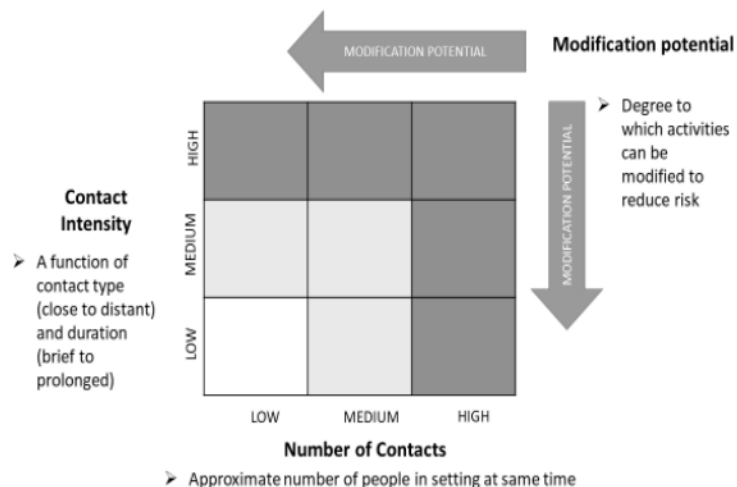 MODIFICATION POTENTIAL
Modification potential
➢ Degree to
which activities
can be
modified to
reduce risk
MODIFICATION POTENTIAL
Contact
Intensity
➢ A function of
contact type
(close to distant)
and duration
(brief to
prolonged)
HIGH
MEDIUM
LOW
LOW MEDIUM HIGH
Number of Contacts
➢ Approximate number of people in setting at same time